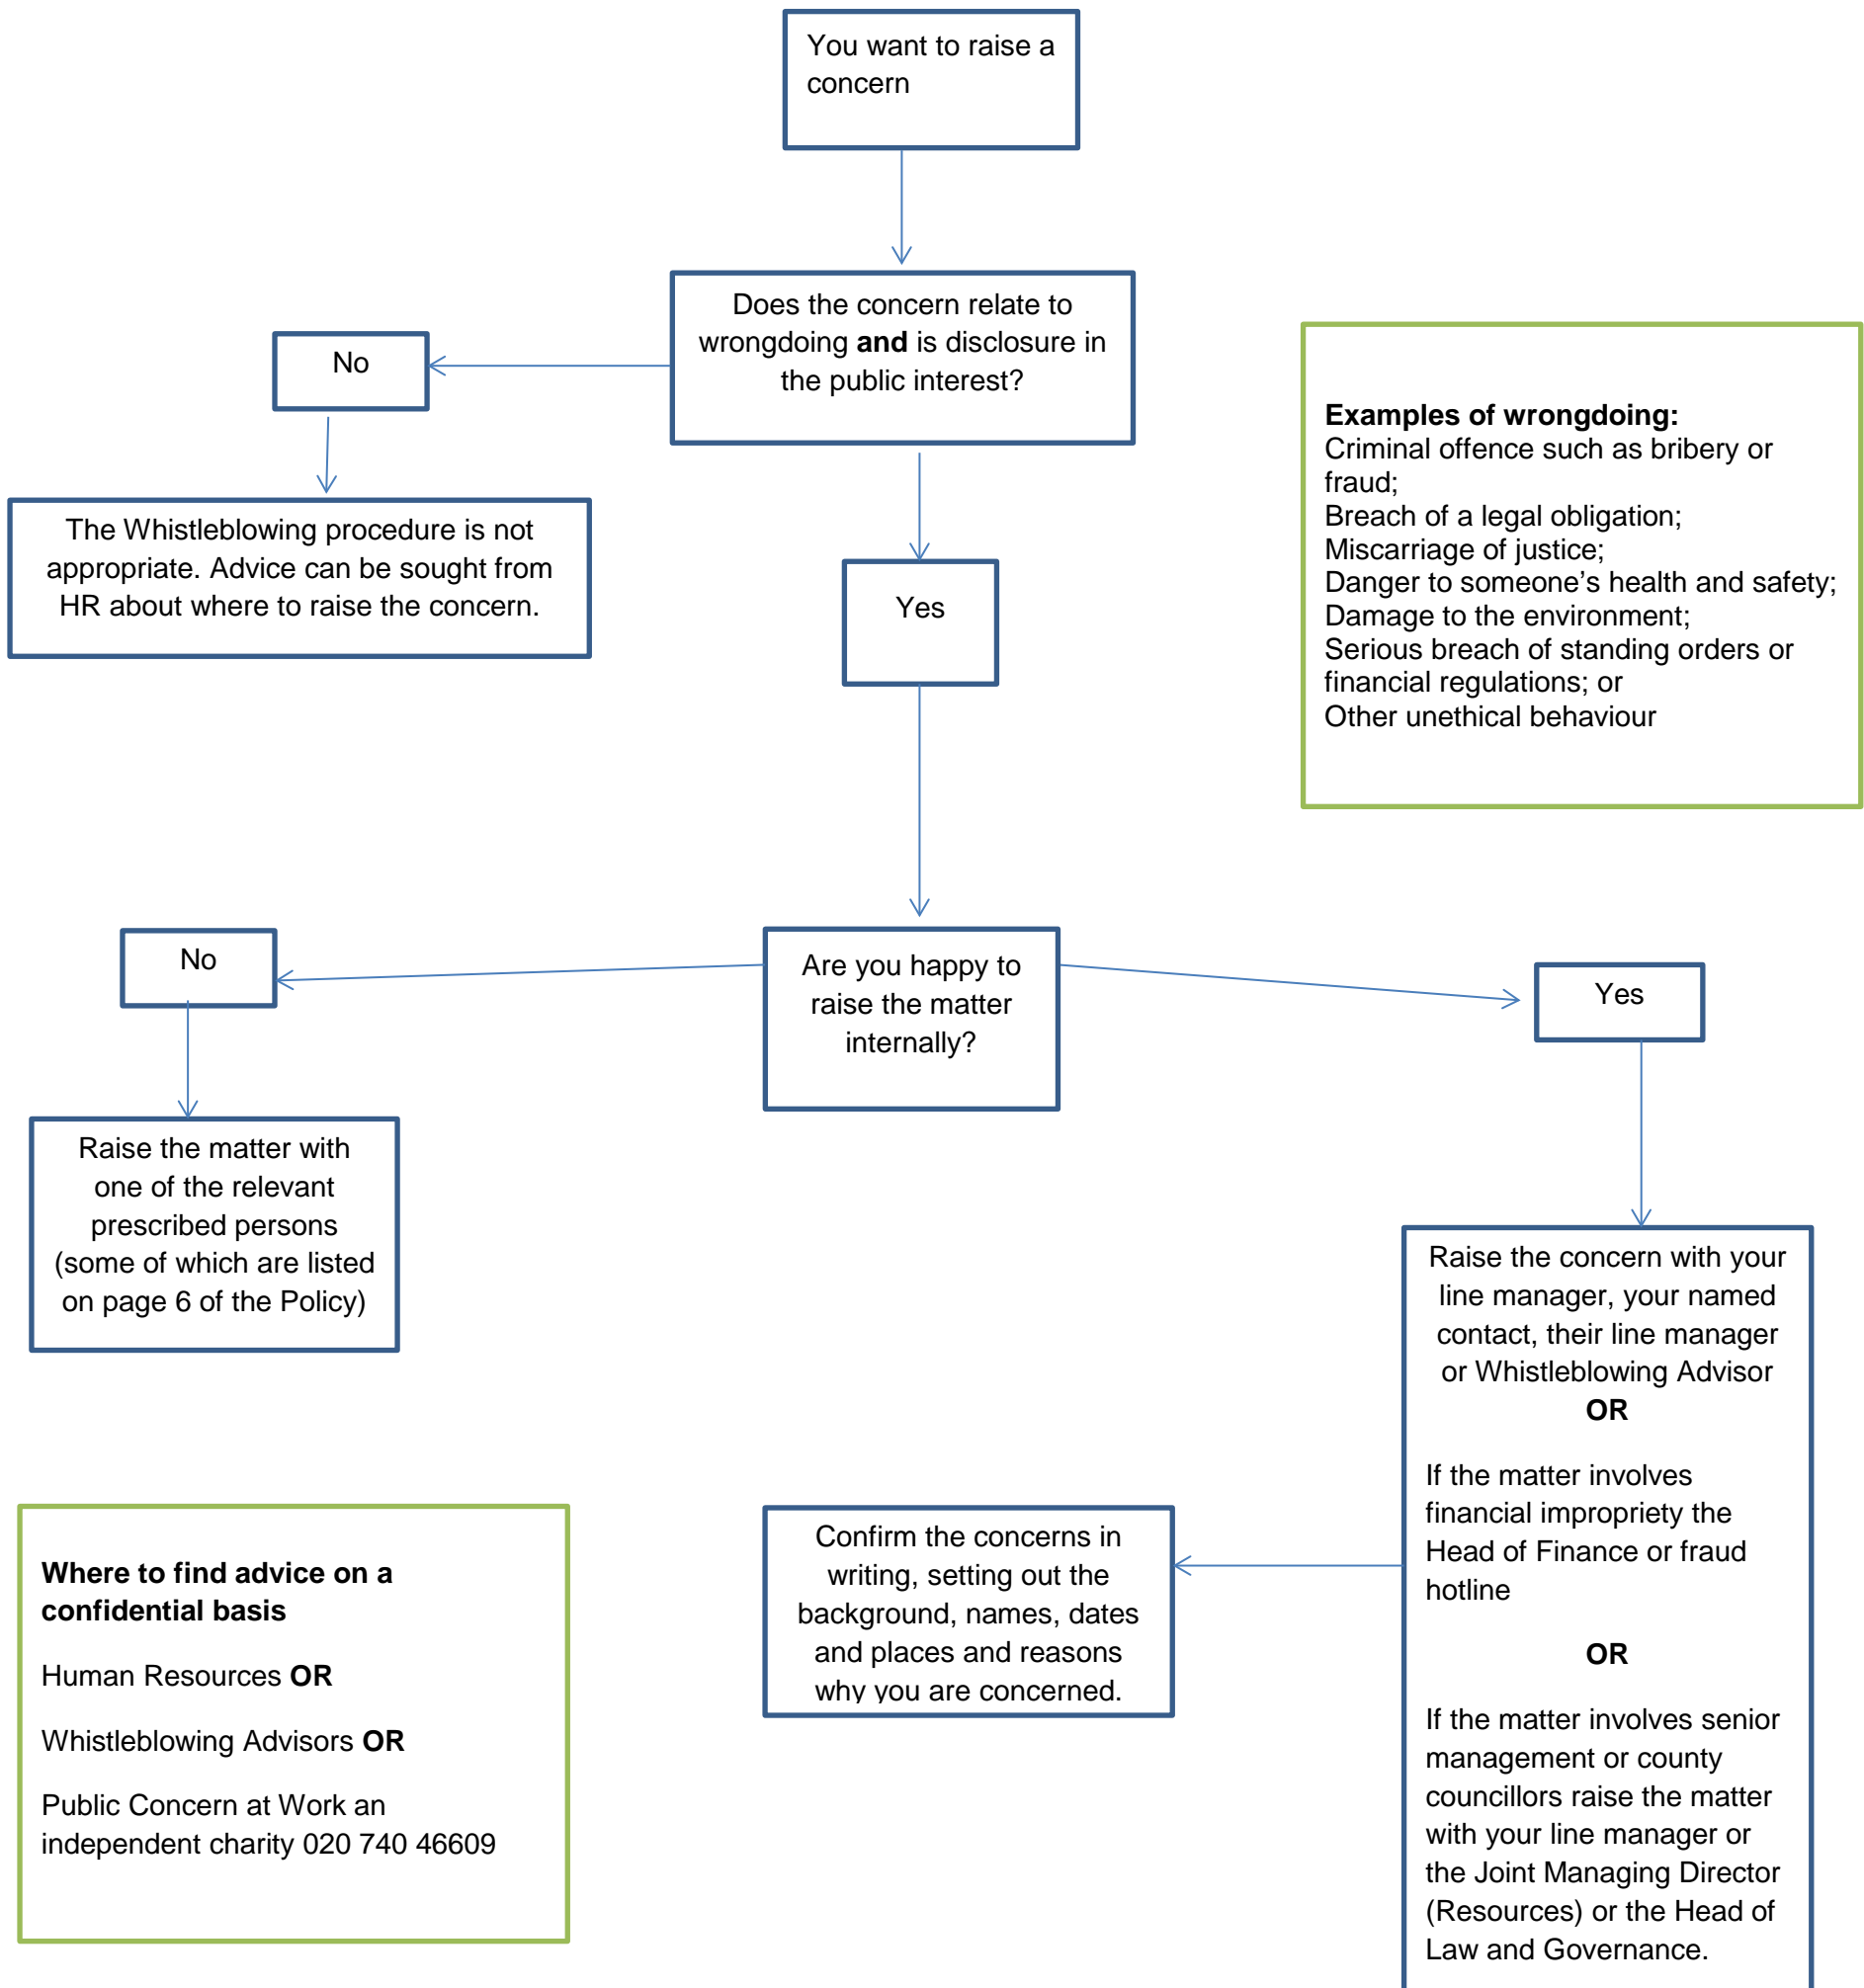 You want to raise a
concern
Does the concern relate to
wrongdoing and is disclosure in
the public interest?
No
The Whistleblowing procedure is not
appropriate. Advice can be sought from
HR about where to raise the concern.
Yes
Examples of wrongdoing:
Criminal offence such as bribery or
fraud;
Breach of a legal obligation;
Miscarriage of justice;
Danger to someone’s health and safety;
Damage to the environment;
Serious breach of standing orders or
financial regulations; or
Other unethical behaviour
Are you happy to
raise the matter
internally?
No
Yes
Raise the matter with
one of the relevant
prescribed persons
(some of which are listed
on page 6 of the Policy)
Raise the concern with your
line manager, your named
contact, their line manager
or Whistleblowing Advisor
OR
If the matter involves
financial impropriety the
Head of Finance or fraud
hotline
OR
If the matter involves senior
management or county
councillors raise the matter
with your line manager or
the Joint Managing Director
(Resources) or the Head of
Law and Governance.
Confirm the concerns in
writing, setting out the
background, names, dates
and places and reasons
why you are concerned.
Where to find advice on a
confidential basis
Human Resources OR
Whistleblowing Advisors OR
Public Concern at Work an
independent charity 020 740 46609